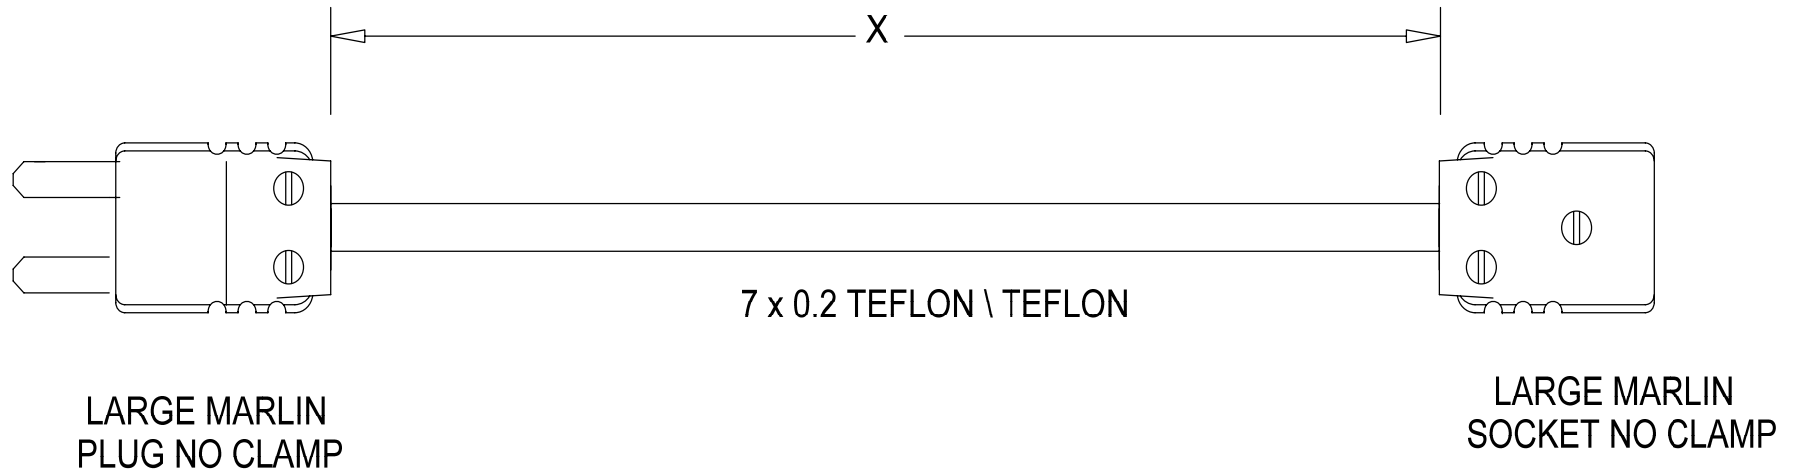 X
7 x 0.2 TEFLON \ TEFLON
LARGE MARLIN
PLUG NO CLAMP
LARGE MARLIN
SOCKET NO CLAMP